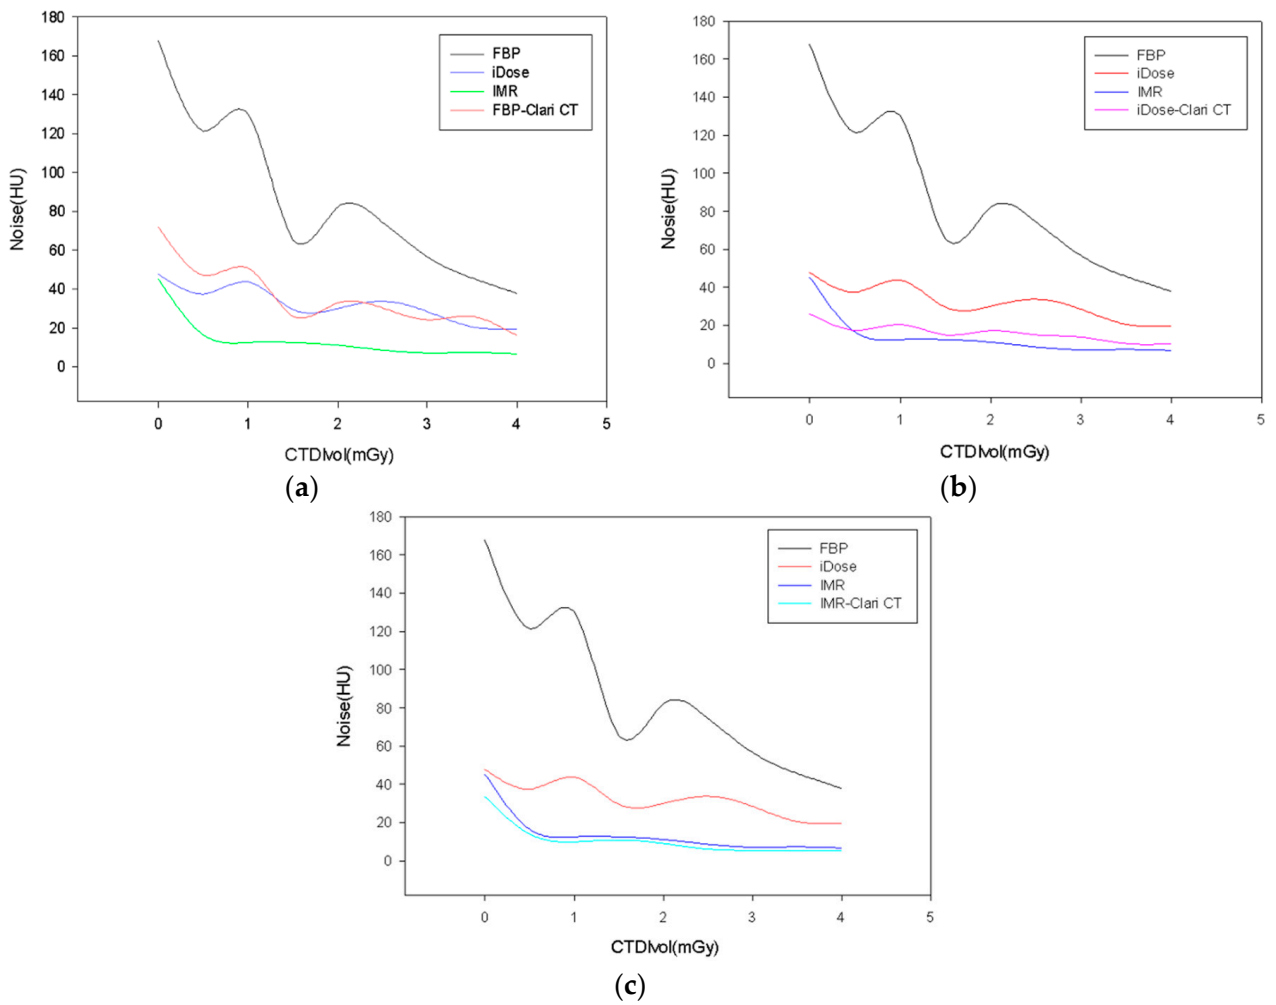 180
160
140
120
100
80
60
40
20
0
Noise(HU)
FBP
iDose
IMR
FBP-Clari CT
0 1 2 3 4 5
CTDIvol(mGy)
(a)
180
160
140
120
100
80
60
40
20
0
Nosie(HU)
FBP
iDose
IMR
iDose-Clari CT
0 1 2 3 4 5
CTDIvol(mGy)
(b)
180
160
140
120
100
80
60
40
20
0
Noise(HU)
FBP
iDose
IMR
IMR-Clari CT
0 1 2 3 4 5
CTDIvol(mGy)
(c)